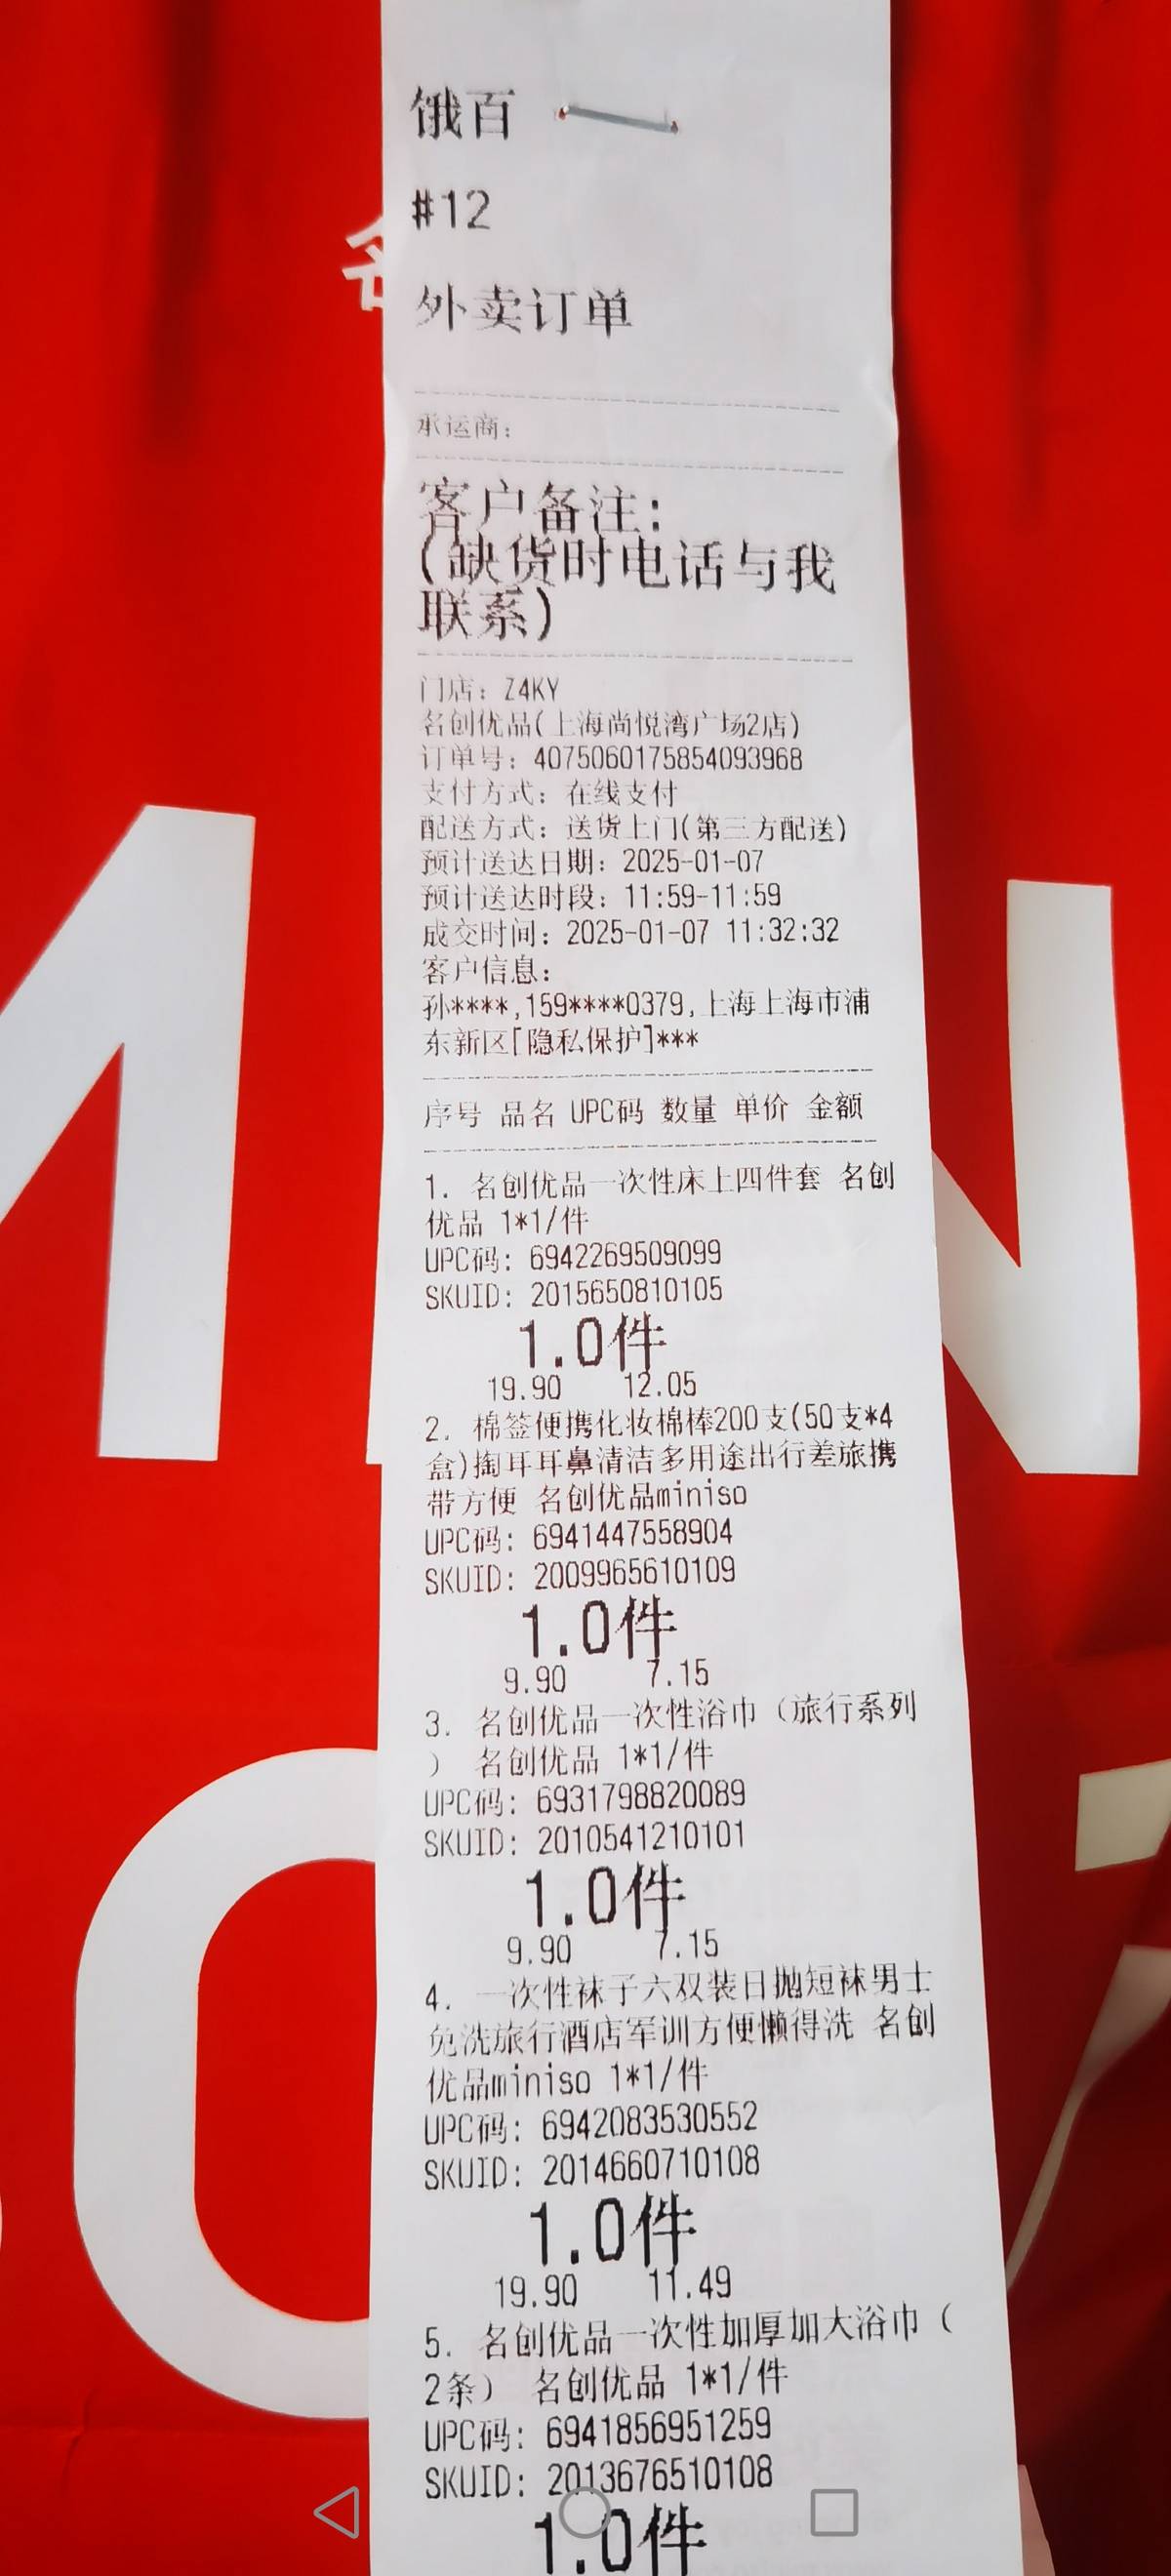 饿百
#12
外卖订单
承运商:
客户备注:
(缺货时电话与我
联系)
门店: Z4KY
名创优品(上海尚悦湾广场2店)
订单号: 4075060175854093968
支付方式: 在线支付
配送方式: 送货上门(第三方配送)
预计送达日期: 2025-01-07
预计送达时段: 11:59-11:59
成交时间: 2025-01-07 11:32:32
客户信息:
孙****,159****0379,上海上海市浦
东新区[隐私保护]***
序号 品名 UPC码 数量 单价 金额
1. 名创优品一次性床上四件套 名创
优品 1*1/件
UPC码: 6942269509099
SKUID: 2015650810105
1.0件
19.90 12.05
2. 棉签便携化妆棉棒200支(50支*4
盒)掏耳耳鼻清洁多用途出行差旅携
带方便 名创优品miniso
UPC码: 6941447558904
SKUID: 2009965610109
1.0件
9.90 7.15
3. 名创优品一次性浴巾（旅行系列
） 名创优品 1*1/件
UPC码: 6931798820089
SKUID: 2010541210101
1.0件
9.90 7.15
4. 一次性袜子六双装日抛短袜男士
免洗旅行酒店军训方便懒得洗 名创
优品miniso 1*1/件
UPC码: 6942083530552
SKUID: 2014660710108
1.0件
19.90 11.49
5. 名创优品一次性加厚加大浴巾（
2条） 名创优品 1*1/件
UPC码: 6941856951259
SKUID: 2013676510108
1.0件